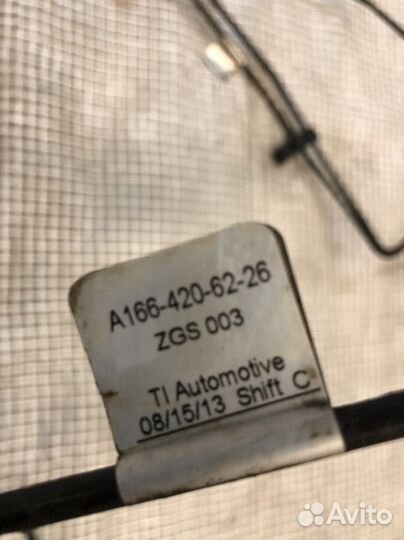 A166-420-62-26
ZGS 003
TI Automotive
08/15/13 Shift C
Avito